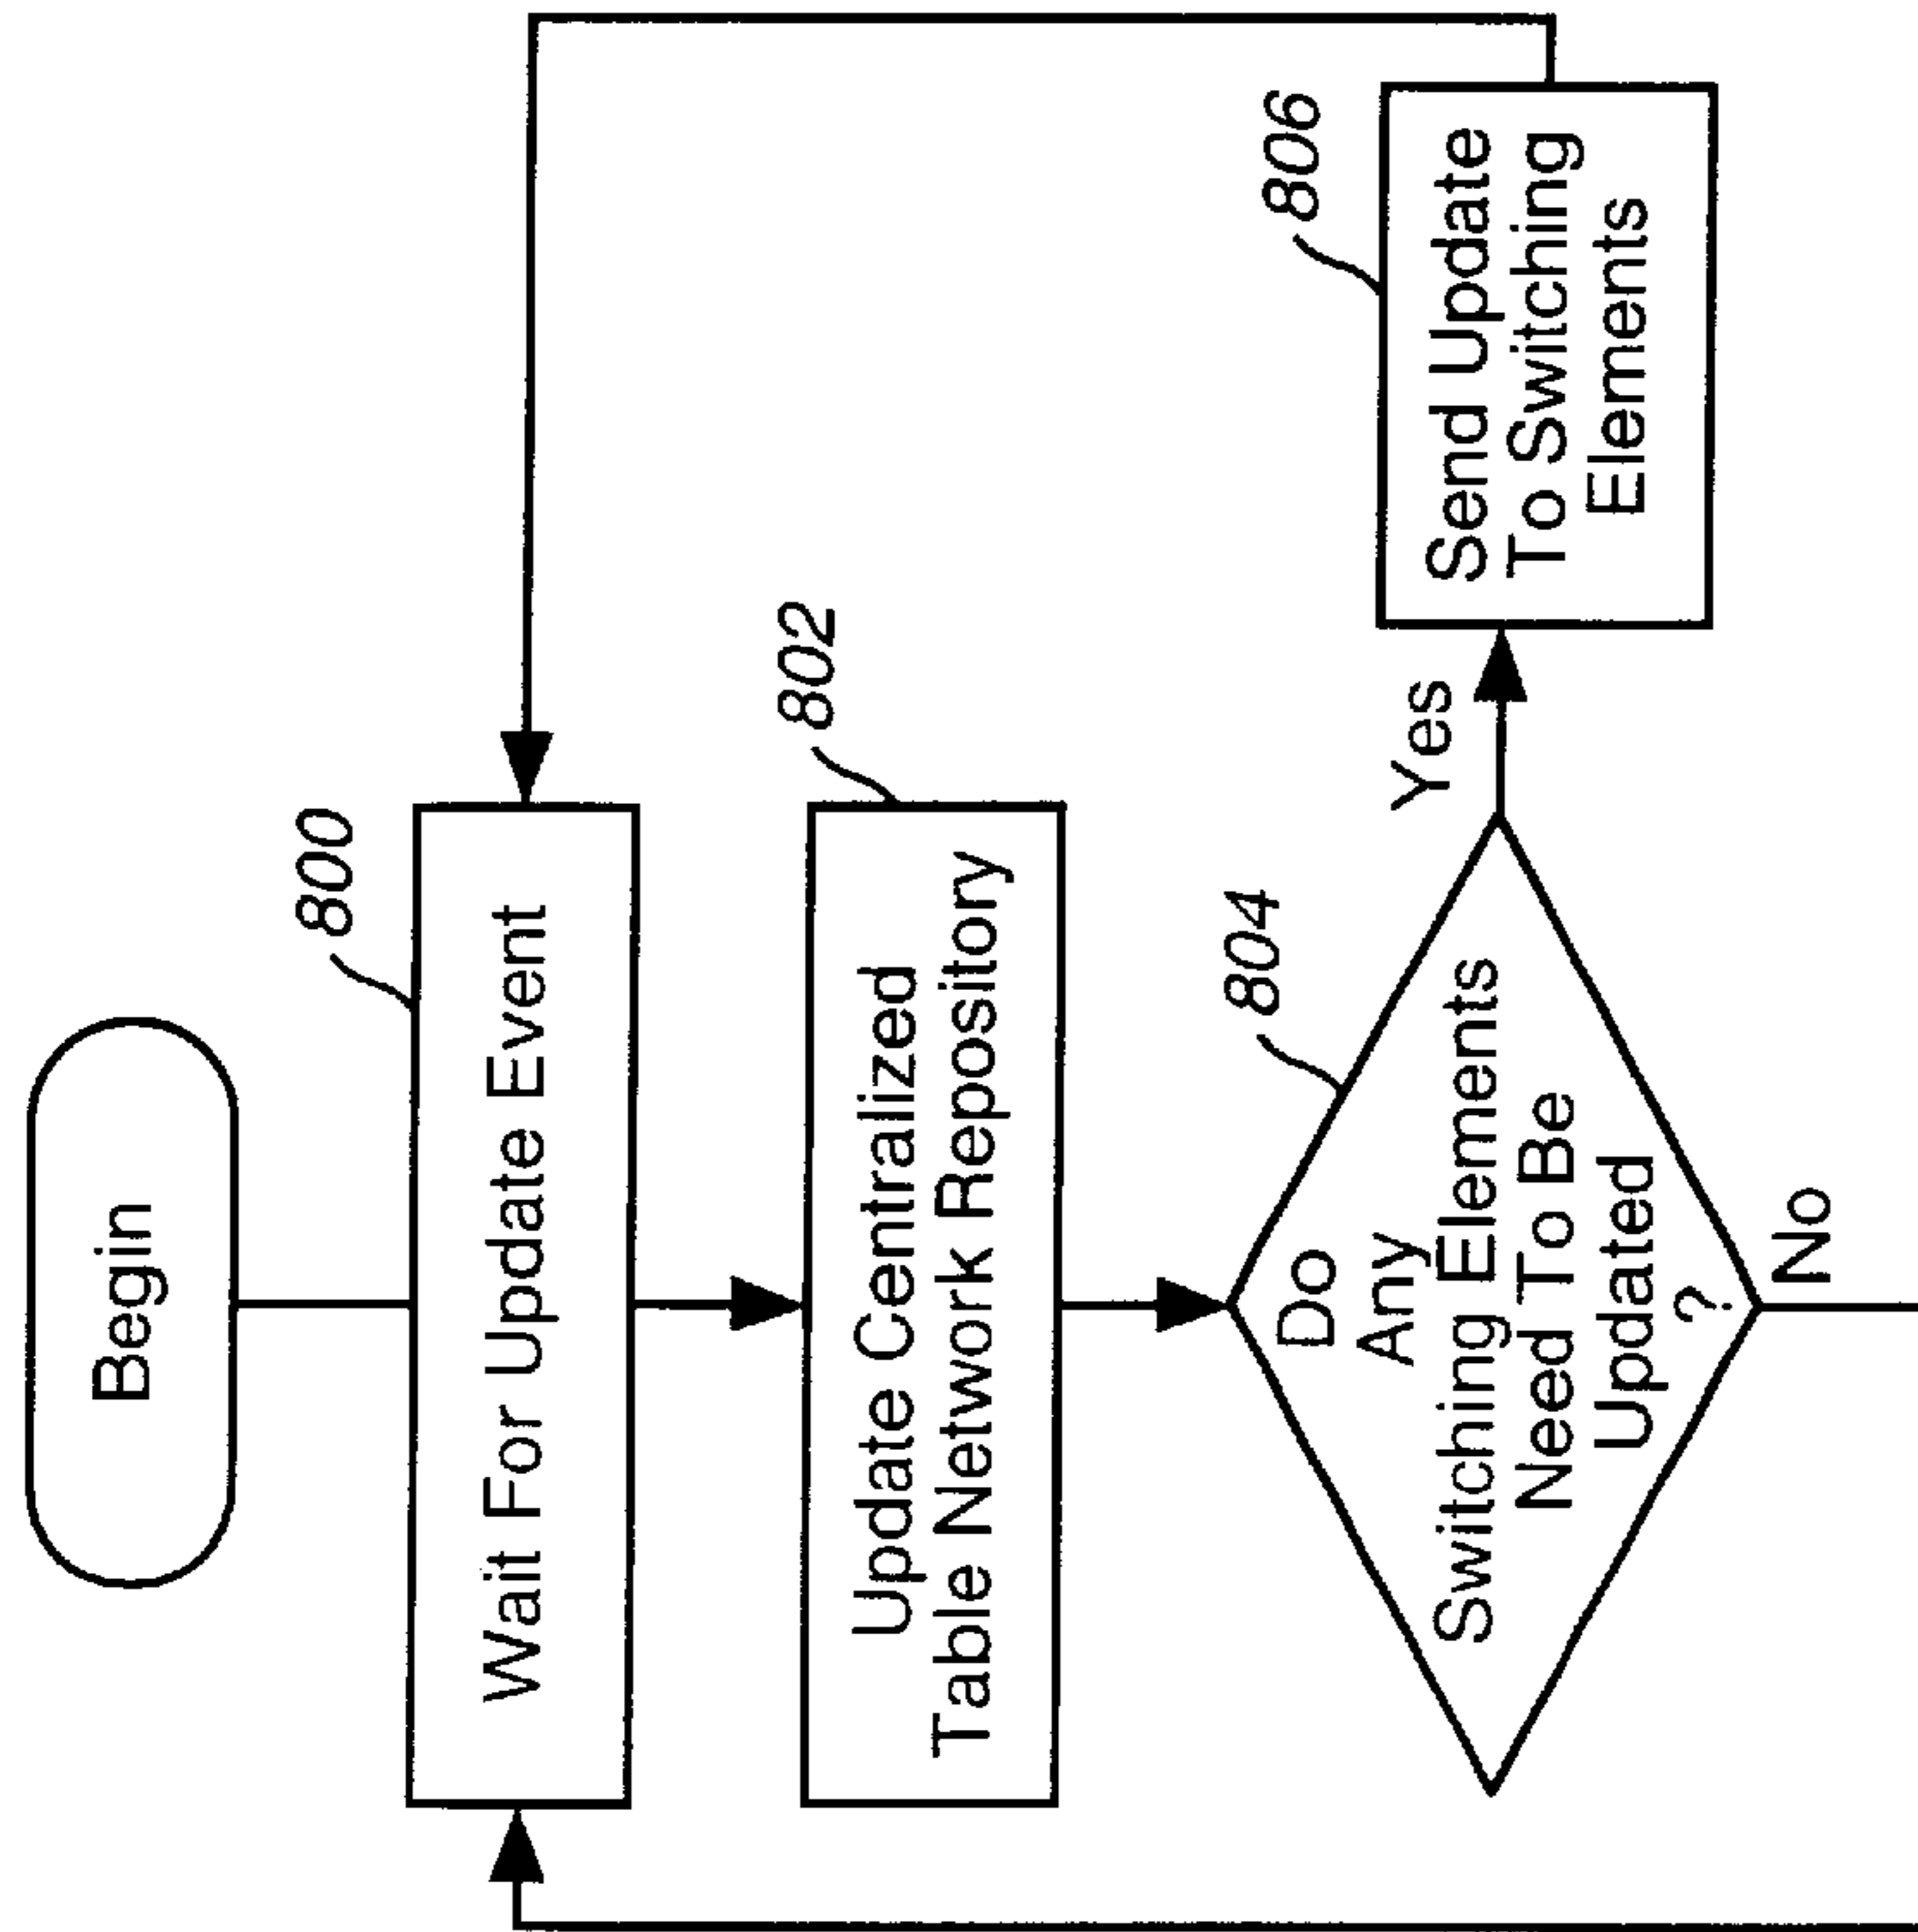 Begin
800
Wait For Update Event
802
Update Centralized
Table Network Repository
804
Do
Any
Switching Elements
Need To Be
Updated
?
Yes
806
Send Update
To Switching
Elements
No